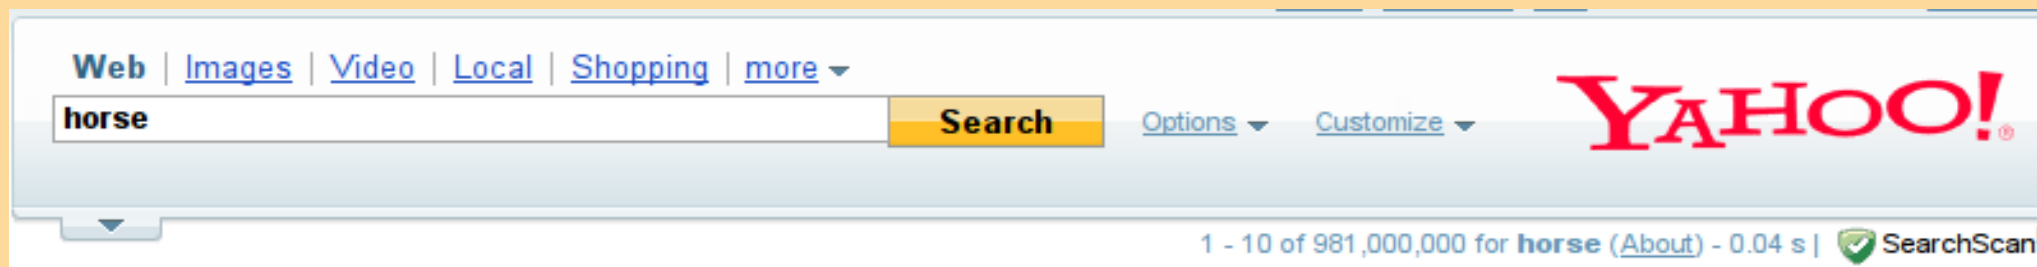 Web | Images | Video | Local | Shopping | more
horse Search Options Customize YAHOO!®
1 - 10 of 981,000,000 for horse (About) - 0.04 s | SearchScan